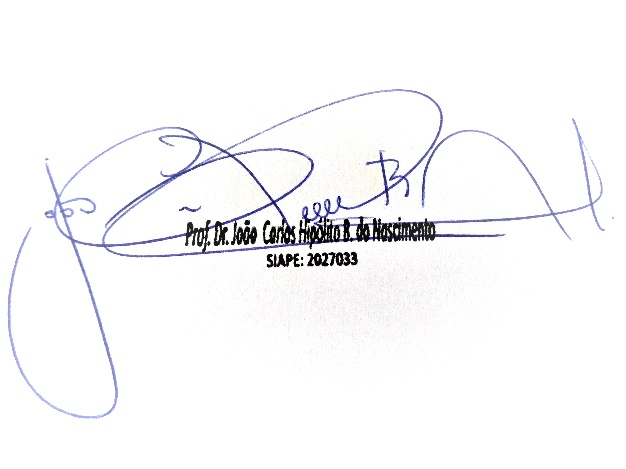 Prof. Dr. João Carlos Hipólito B. do Nascimento
SIAPE: 2027033